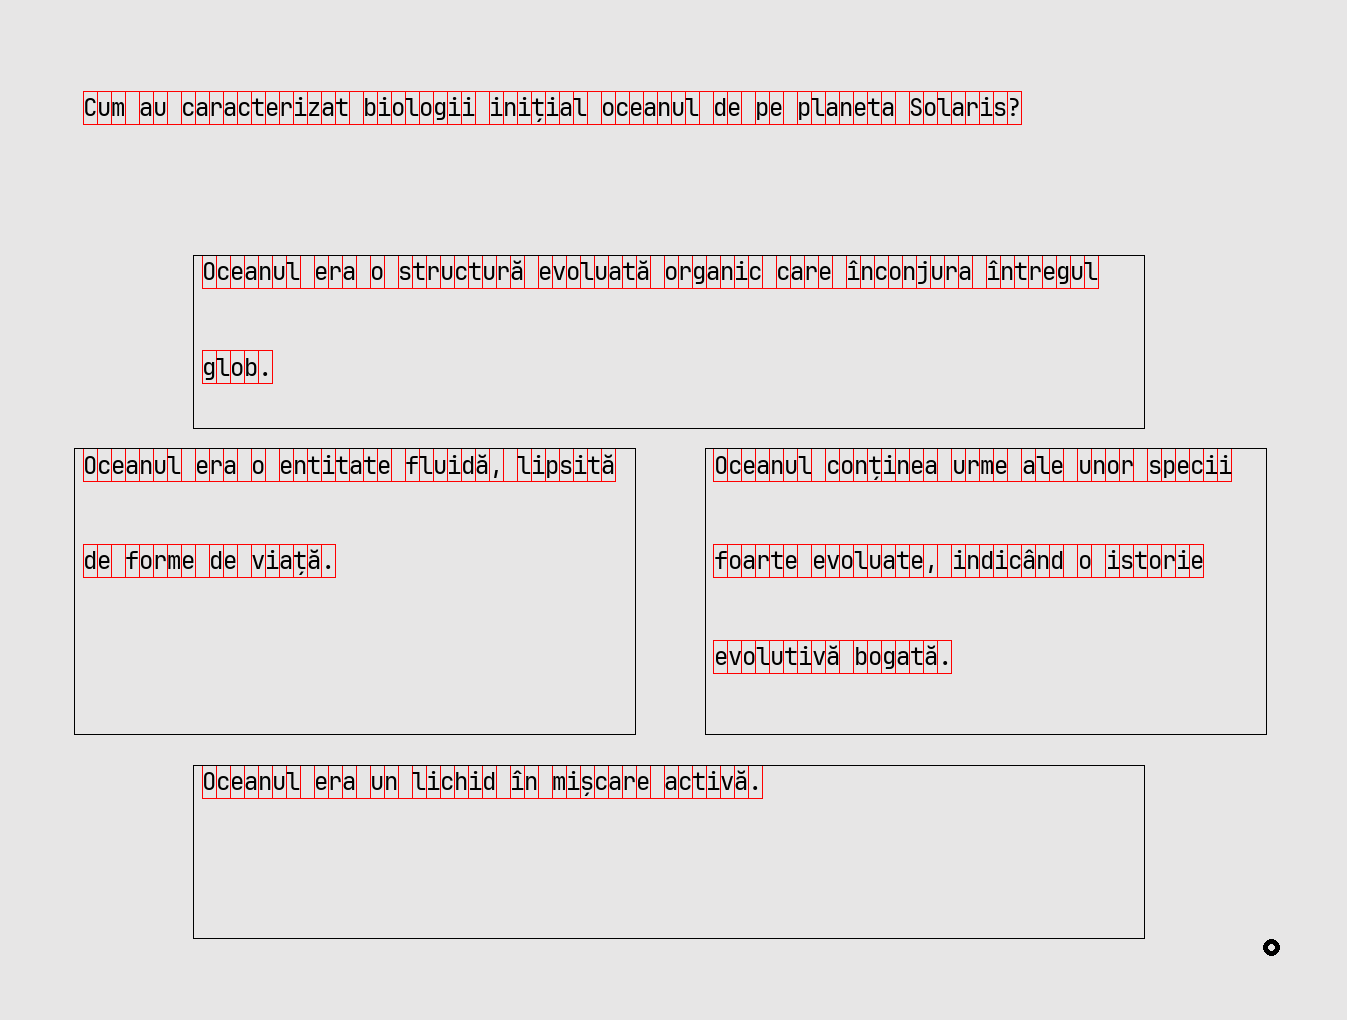 Cum au caracterizat biologii inițial oceanul de pe planeta Solaris?
Oceanul era o structură evoluată organic care înconjura întregul
glob.
Oceanul era o entitate fluidă, lipsită
de forme de viață.
Oceanul conținea urme ale unor specii
foarte evoluate, indicând o istorie
evolutivă bogată.
Oceanul era un lichid în mișcare activă.